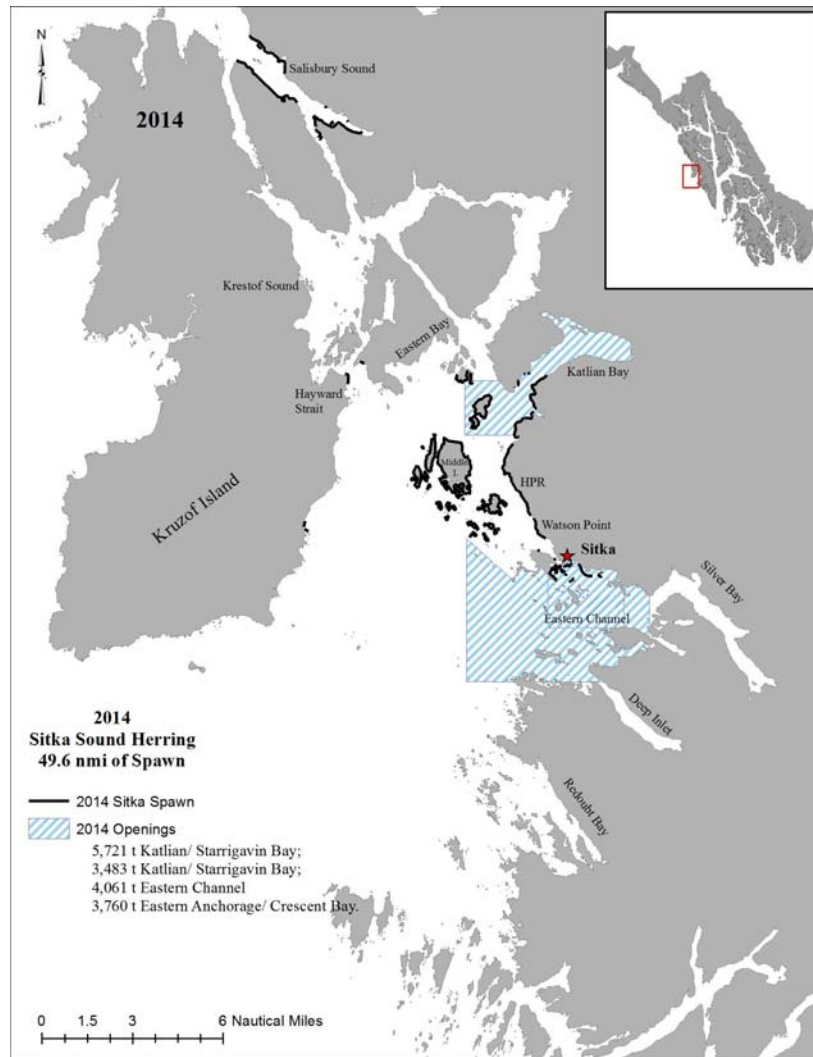 N
2014
Salisbury Sound
Krestof Sound
Eastern Bay
Katlian Bay
Hayward
Strait
Middle
I.
HPR
Kruzof Island
Watson Point
Sitka
Silver Bay
Eastern Channel
Deep Inlet
Redoubt Bay
2014
Sitka Sound Herring
49.6 nmi of Spawn
2014 Sitka Spawn
2014 Openings
5,721 t Katlian/ Starrigavin Bay;
3,483 t Katlian/ Starrigavin Bay;
4,061 t Eastern Channel
3,760 t Eastern Anchorage/ Crescent Bay.
0 1.5 3 6 Nautical Miles